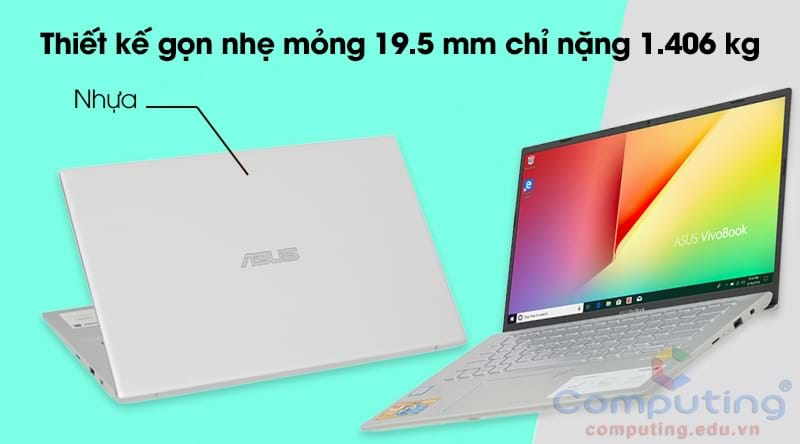 Thiết kế gọn nhẹ mỏng 19.5 mm chỉ nặng 1.406 kg
Nhựa
ASUS
ASUS VivoBook
Computing®
computing.edu.vn